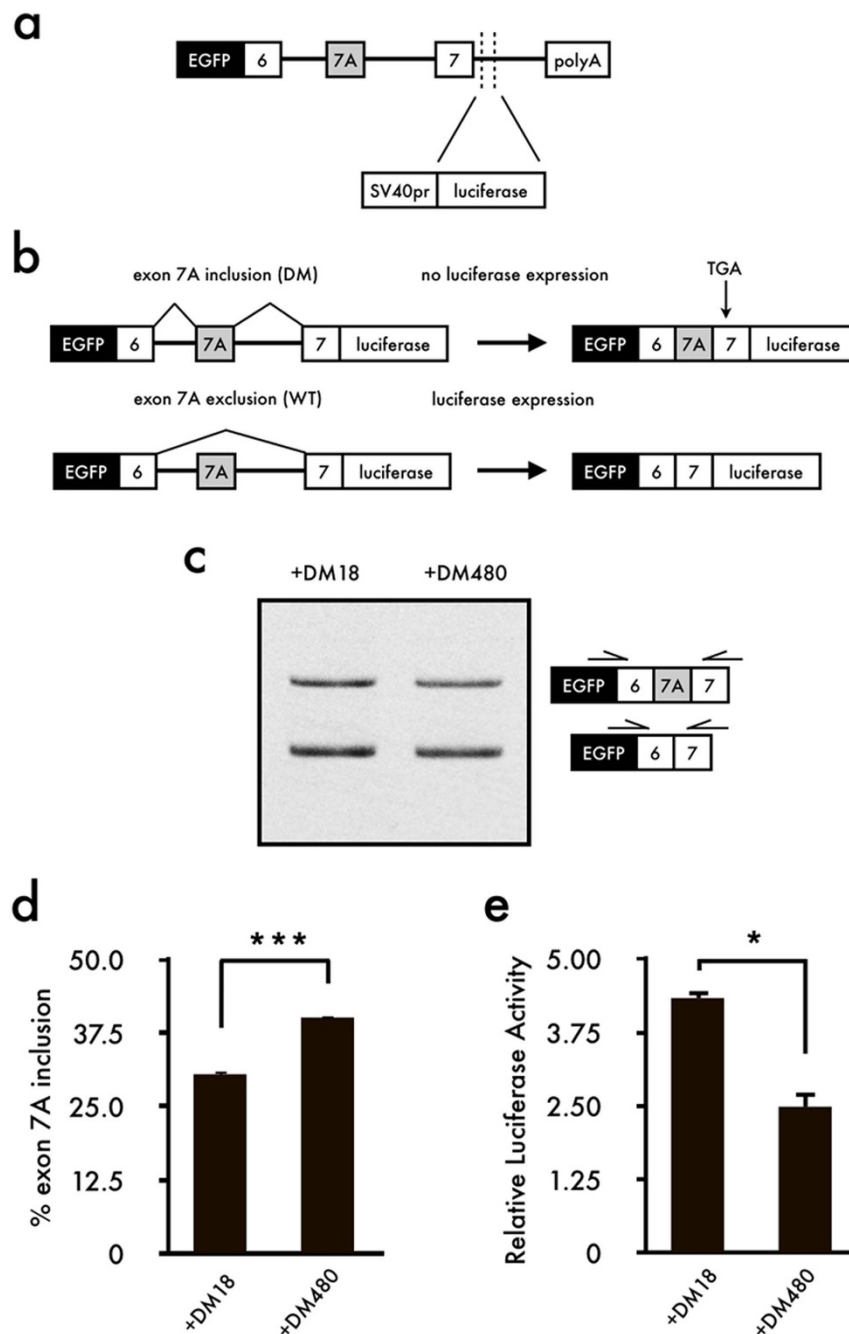 a
EGFP 6 7A 7 polyA
SV40pr luciferase
b
exon 7A inclusion (DM) no luciferase expression TGA
EGFP 6 7A 7 luciferase EGFP 6 7A 7 luciferase
exon 7A exclusion (WT) luciferase expression
EGFP 6 7A 7 luciferase EGFP 6 7 luciferase
c
+DM18 +DM480
EGFP 6 7A 7
EGFP 6 7
d
% exon 7A inclusion
50.0
37.5
25.0
12.5
0
***
+DM18
+DM480
e
Relative Luciferase Activity
5.00
3.75
2.50
1.25
0
*
+DM18
+DM480